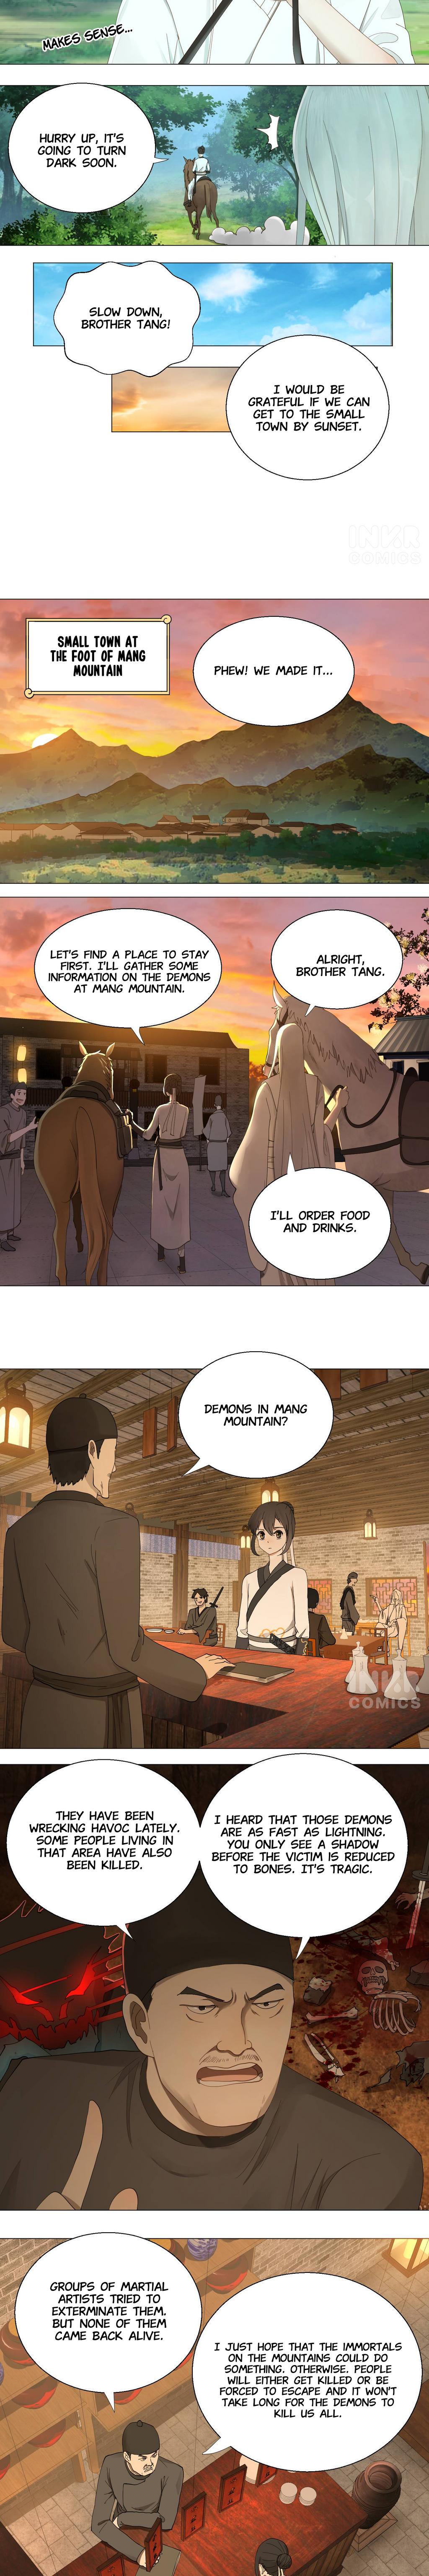 MAKES SENSE...
HURRY UP, IT'S
GOING TO TURN
DARK SOON.
SLOW DOWN,
BROTHER TANG!
I WOULD BE
GRATEFUL IF WE CAN
GET TO THE SMALL
TOWN BY SUNSET.
INKR
COMICS
SMALL TOWN AT
THE FOOT OF MANG
MOUNTAIN
PHEW! WE MADE IT...
LET'S FIND A PLACE TO STAY
FIRST. I'LL GATHER SOME
INFORMATION ON THE DEMONS
AT MANG MOUNTAIN.
ALRIGHT,
BROTHER TANG.
I'LL ORDER FOOD
AND DRINKS.
DEMONS IN MANG
MOUNTAIN?
INKR
COMICS
THEY HAVE BEEN
WRECKING HAVOC LATELY.
SOME PEOPLE LIVING IN
THAT AREA HAVE ALSO
BEEN KILLED.
I HEARD THAT THOSE DEMONS
ARE AS FAST AS LIGHTNING.
YOU ONLY SEE A SHADOW
BEFORE THE VICTIM IS REDUCED
TO BONES. IT'S TRAGIC.
GROUPS OF MARTIAL
ARTISTS TRIED TO
EXTERMINATE THEM.
BUT NONE OF THEM
CAME BACK ALIVE.
I JUST HOPE THAT THE IMMORTALS
ON THE MOUNTAINS COULD DO
SOMETHING. OTHERWISE. PEOPLE
WILL EITHER GET KILLED OR BE
FORCED TO ESCAPE AND IT WON'T
TAKE LONG FOR THE DEMONS TO
KILL US ALL.